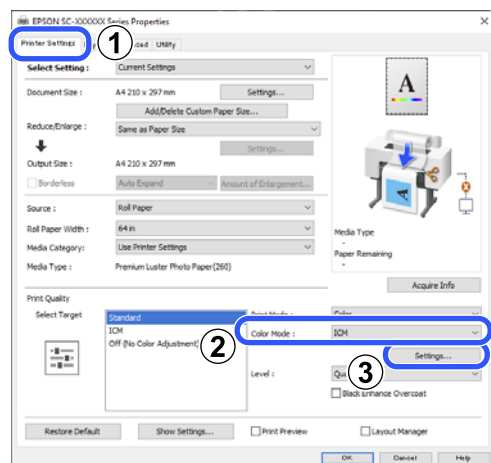 EPSON SC-XXXXXX Series Properties
Printer Settings
1
Utility
Select Setting :
Current Settings
Document Size :
A4 210 x 297 mm
Settings...
Add/Delete Custom Paper Size...
Reduce/Enlarge :
Same as Paper Size
Settings...
Output Size :
A4 210 x 297 mm
Borderless
Auto Expand
Amount of Enlargement...
Source :
Roll Paper
Roll Paper Width :
64 in
Media Category:
Use Printer Settings
Media Type :
Premium Luster Photo Paper(260)
A
A
Media Type
-
Paper Remaining
-
Acquire Info
Print Quality
Select Target
Standard
ICM
Off (No Color Adjustment)
2
Print Mode :
Color
Color Mode :
ICM
Settings...
3
Level :
Black Enhance Overcoat
Restore Default
Show Settings...
Print Preview
Layout Manager
OK
Cancel
Help